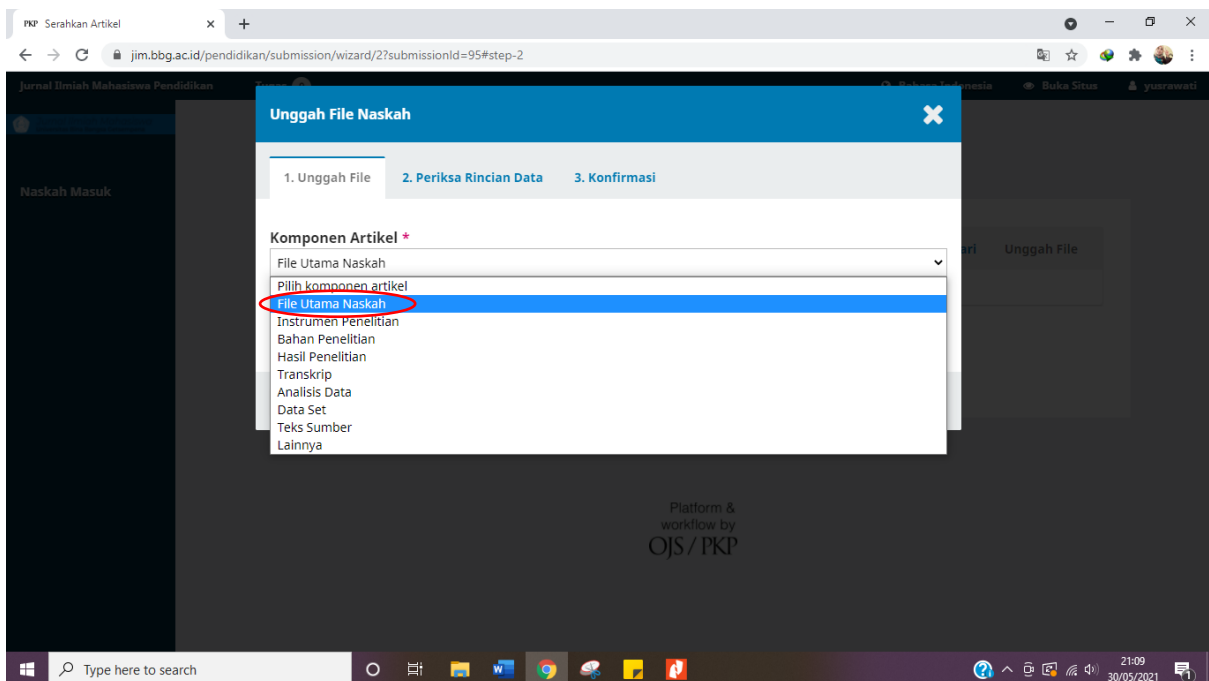 PKP Serahkan Artikel
jim.bbg.ac.id/pendidikan/submission/wizard/2?submissionId=95#step-2
Jurnal Ilmiah Mahasiswa Pendidikan
Bahasa Indonesia
Buka Situs
yusrawati
Unggah File Naskah
Naskah Masuk
1. Unggah File
2. Periksa Rincian Data
3. Konfirmasi
Komponen Artikel *
File Utama Naskah
Unggah File
Pilih komponen artikel
File Utama Naskah
Instrumen Penelitian
Bahan Penelitian
Hasil Penelitian
Transkrip
Analisis Data
Data Set
Teks Sumber
Lainnya
Platform &
workflow by
OJS / PKP
Type here to search
21:09
30/05/2021